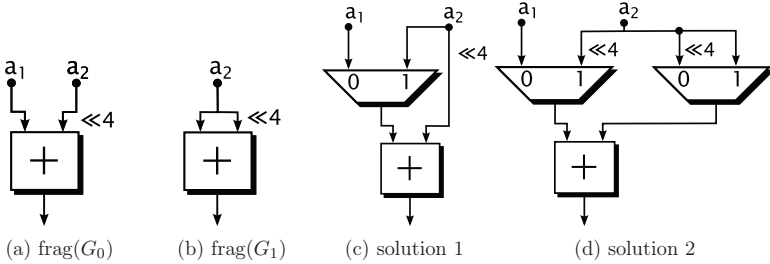 a₁ a₂
≪4
+
(a) frag(G₀)
a₂
≪4
+
(b) frag(G₁)
a₁ a₂
≪4
0 1
+
(c) solution 1
a₁ a₂
≪4 ≪4
0 1 0 1
+
(d) solution 2